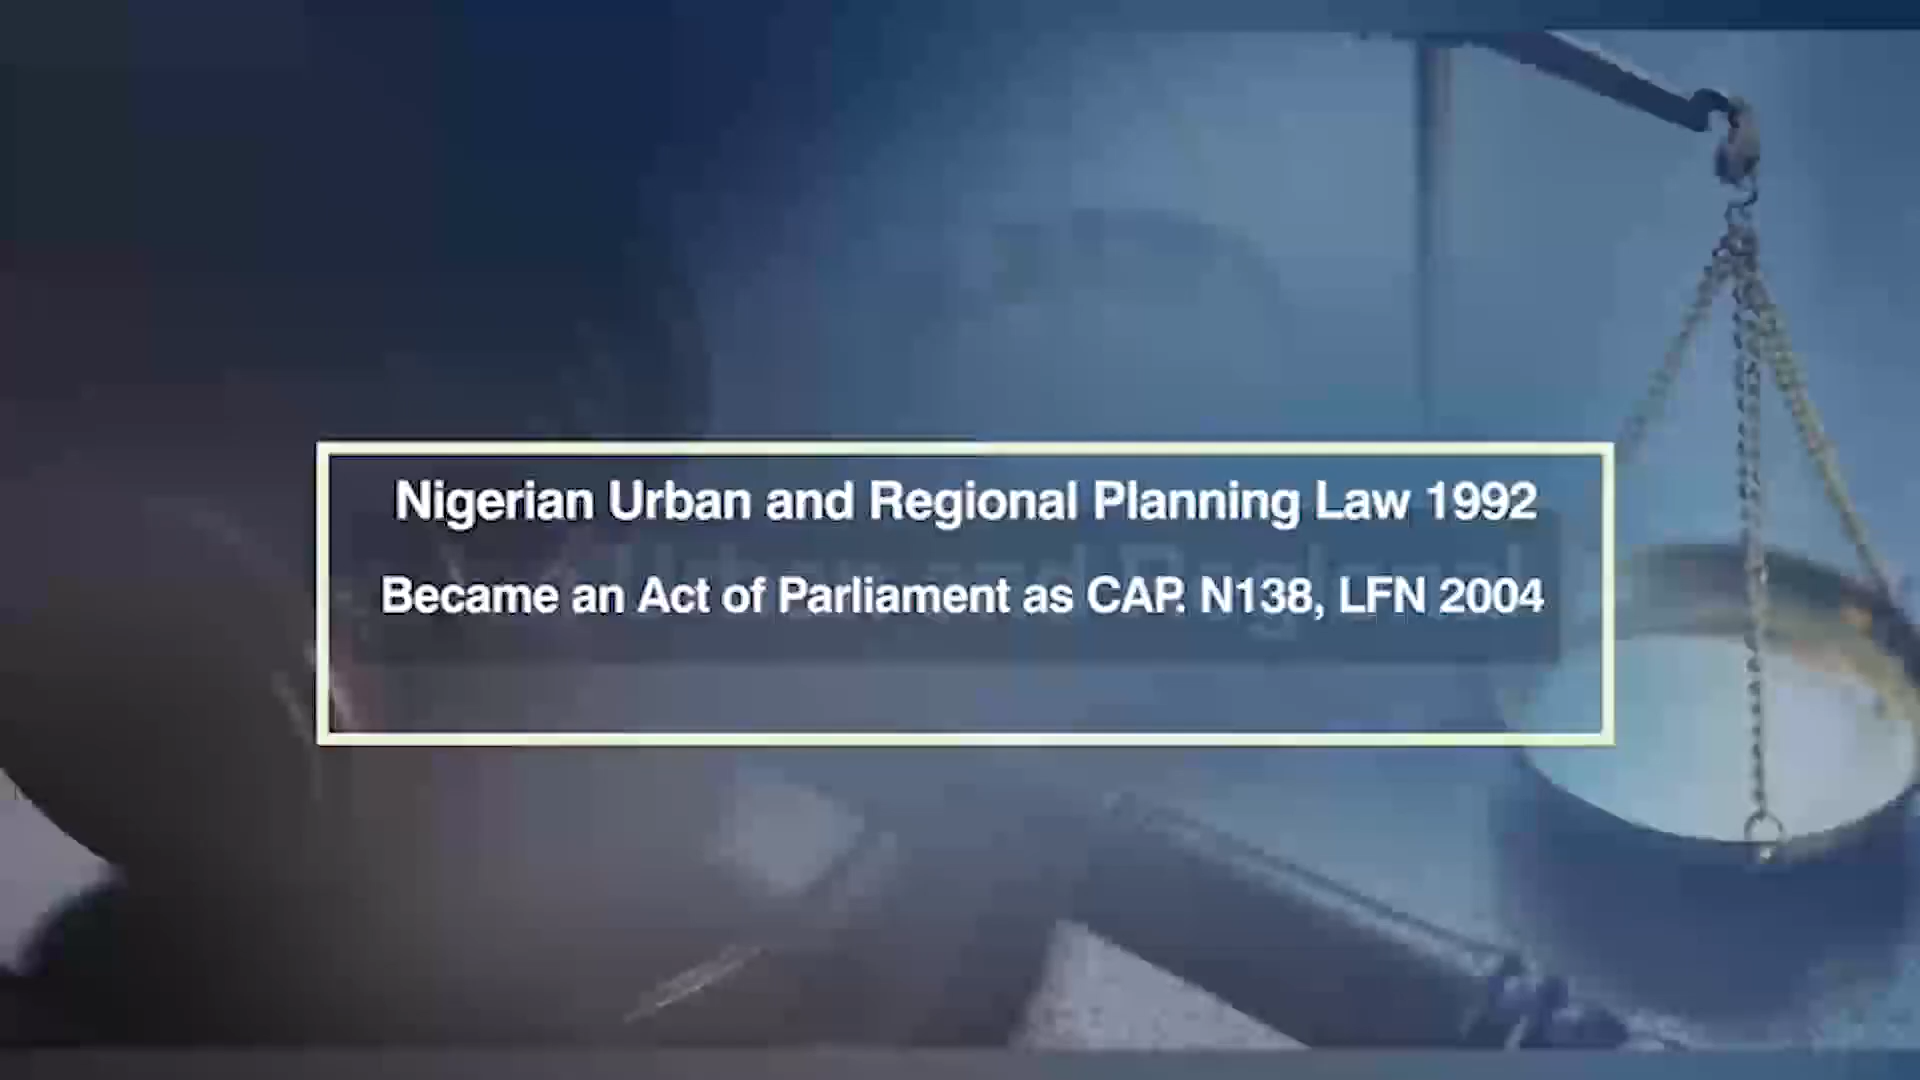 Nigerian Urban and Regional Planning Law 1992
Became an Act of Parliament as CAP. N138, LFN 2004